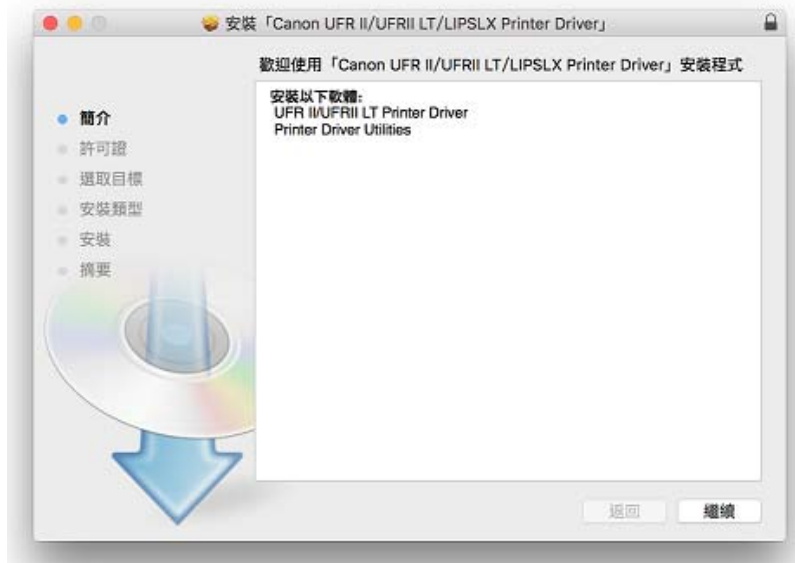 安裝「Canon UFR II/UFRII LT/LIPSLX Printer Driver」
歡迎使用「Canon UFR II/UFRII LT/LIPSLX Printer Driver」安裝程式
簡介
許可證
選取目標
安裝類型
安裝
摘要
安裝以下軟體:
UFR II/UFRII LT Printer Driver
Printer Driver Utilities
返回
繼續